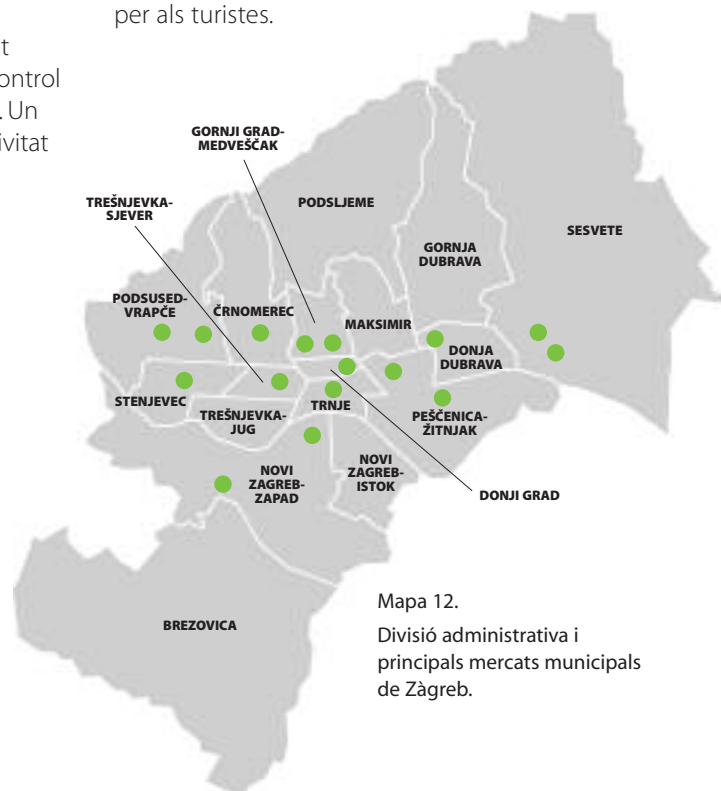 per als turistes.
t
ontrol
. Un
ivitat
GORNJI GRAD-
MEDVEŠČAK
TREŠNJEVKA-
SJEVER
PODSLJEME
SESVETE
GORNJA
DUBRAVA
PODSUSED-
VRAPČE
ČRNOMEREC
MAKSIMIR
DONJA
DUBRAVA
STENJEVEC
TREŠNJEVKA-
JUG
TRNJE
PEŠČENICA-
ŽITNJAK
NOVI
ZAGREB-
ZAPAD
NOVI
ZAGREB-
ISTOK
DONJI GRAD
BREZOVICA
Mapa 12.
Divisió administrativa i
principals mercats municipals
de Zàgreb.